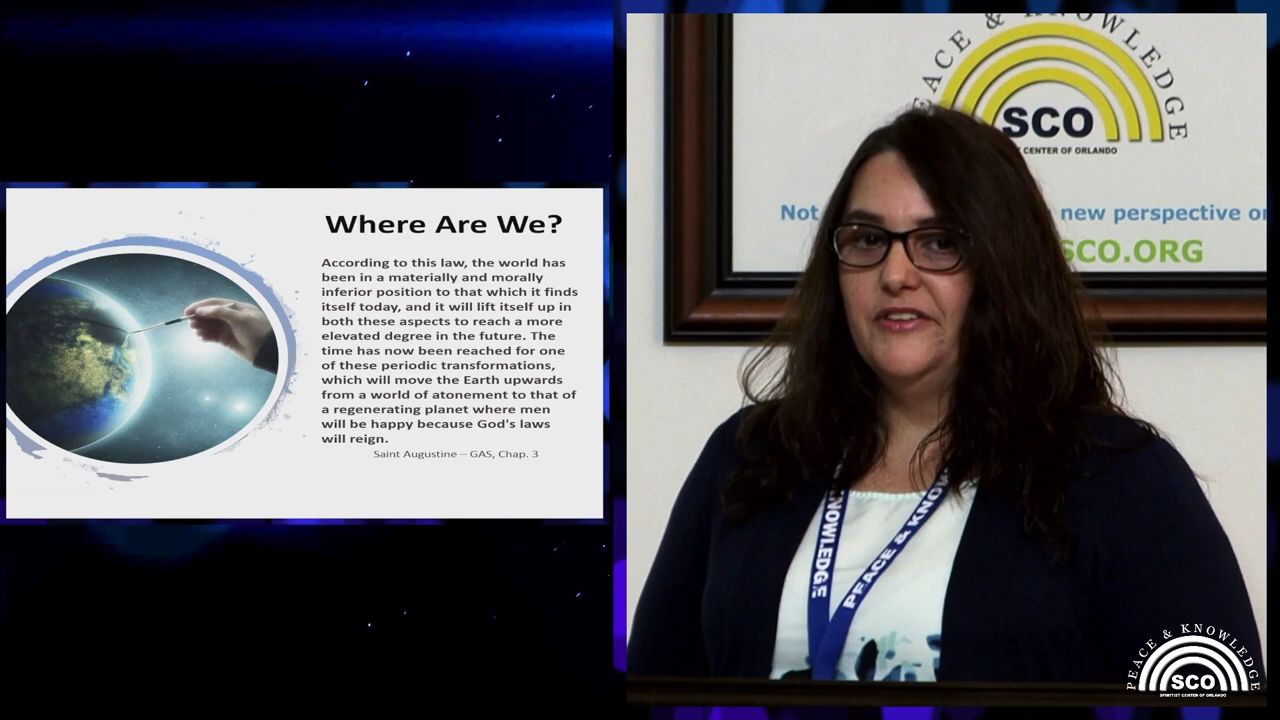 Where Are We?
According to this law, the world has
been in a materially and morally
inferior position to that which it finds
itself today, and it will lift itself up in
both these aspects to reach a more
elevated degree in the future. The
time has now been reached for one
of these periodic transformations,
which will move the Earth upwards
from a world of atonement to that of
a regenerating planet where men
will be happy because God's laws
will reign.
Saint Augustine – GAS, Chap. 3
PEACE & KNOWLEDGE
SCO
CENTER OF ORLANDO
Not
new perspective
SCO.ORG
KNOWLEDGE
PEACE & KNOW
PEACE & KNOWLEDGE
SCO
SPIRITIST CENTER OF ORLANDO